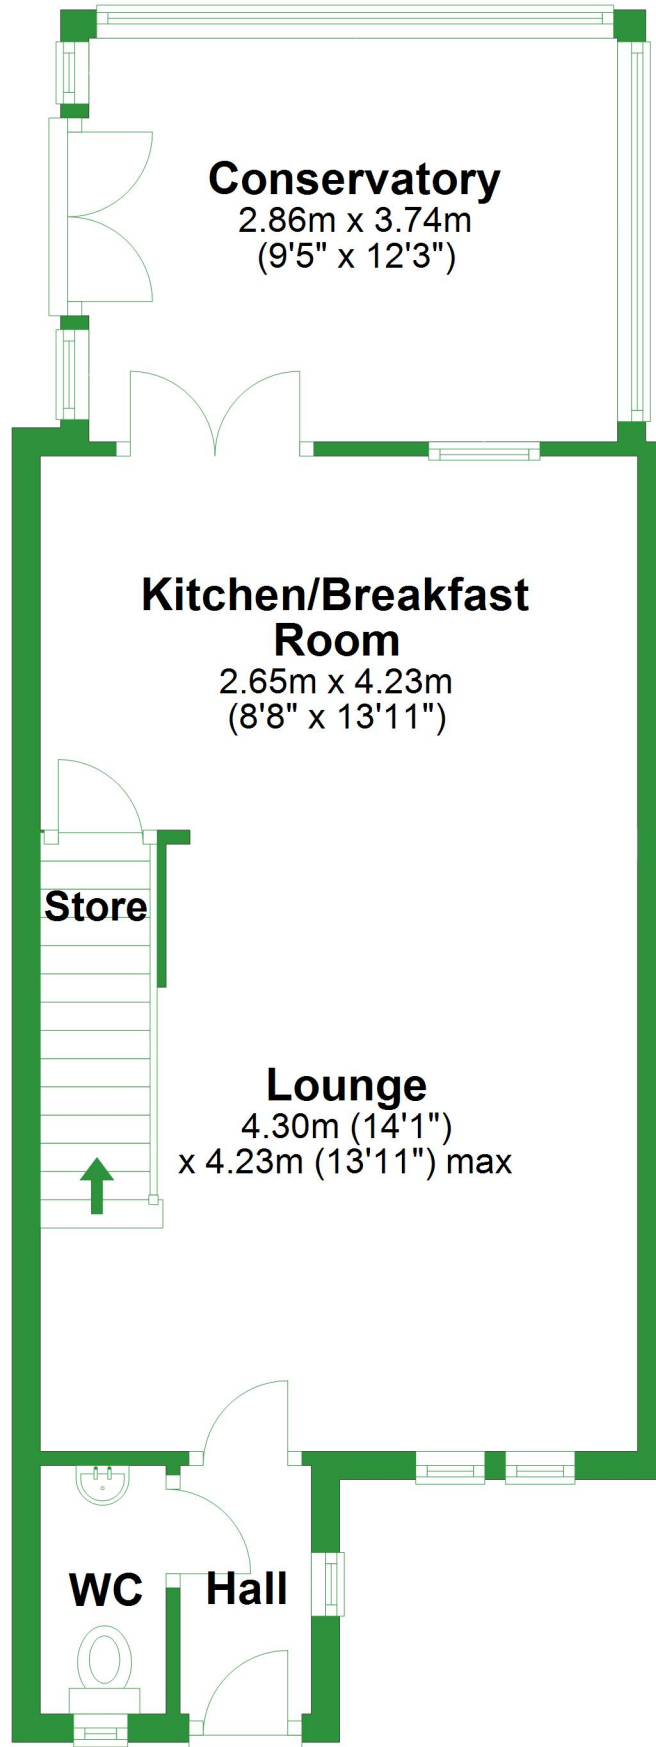 Conservatory
2.86m x 3.74m
(9'5" x 12'3")
Kitchen/Breakfast
Room
2.65m x 4.23m
(8'8" x 13'11")
Store
Lounge
4.30m (14'1")
x 4.23m (13'11") max
WC
Hall